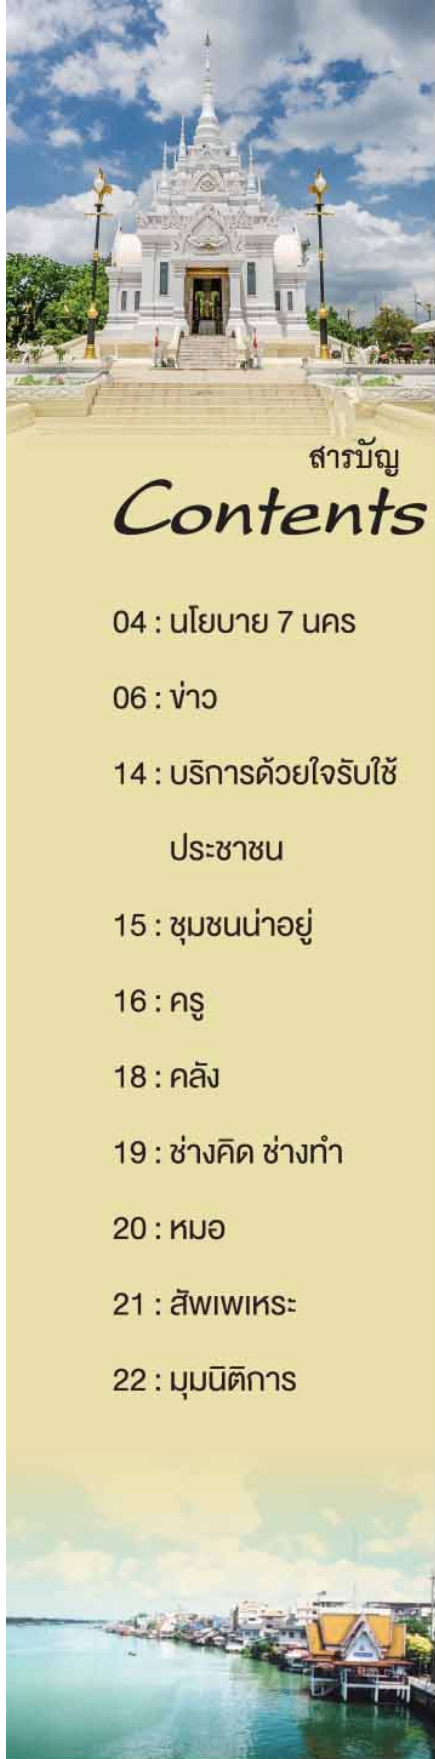 สารบัญ
Contents
04 : นโยบาย 7 นคร
06 : ข่าว
14 : บริการด้วยใจรับใช้
ประชาชน
15 : ชุมชนน่าอยู่
16 : ครู
18 : คลัง
19 : ช่างคิด ช่างทำ
20 : หมอ
21 : สัพเพเหระ
22 : มุมนิติการ